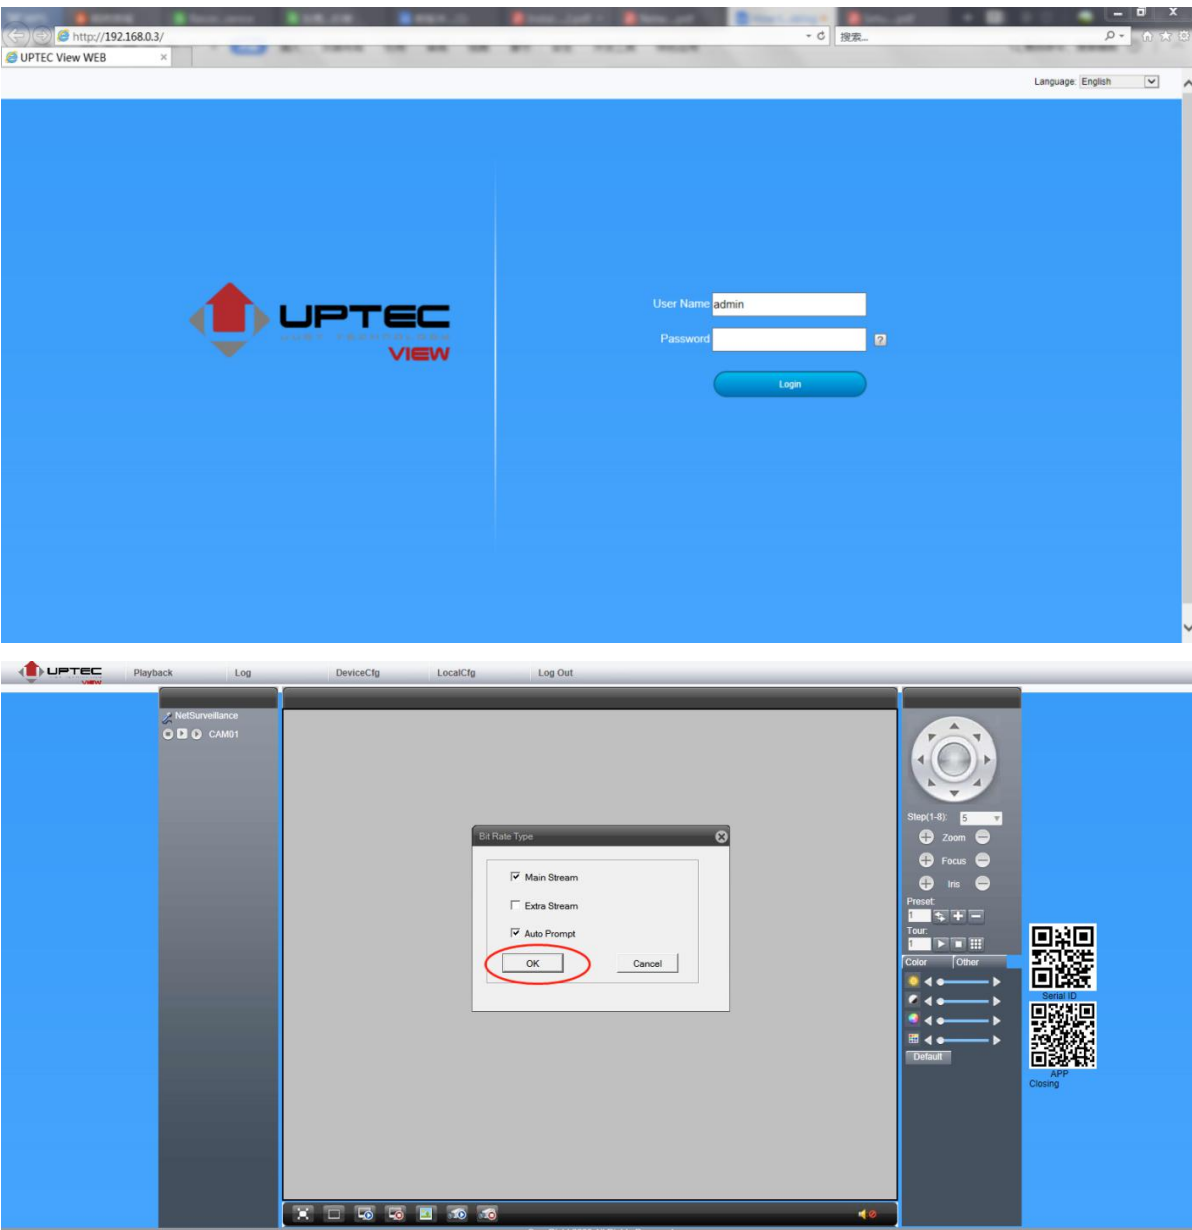 http://192.168.0.3/
搜索...
UPTEC View WEB
Language: English
UPTEC
VIEW
User Name admin
Password
?
Login
UPTEC
VIEW
Playback Log DeviceCfg LocalCfg Log Out
NetSurveillance
CAM01
Bit Rate Type
Main Stream
Extra Stream
Auto Prompt
OK Cancel
Step(1-8): 5
Zoom
Focus
Iris
Preset:
1
Tour:
1
Color Other
Default
Serial ID
APP
Closing